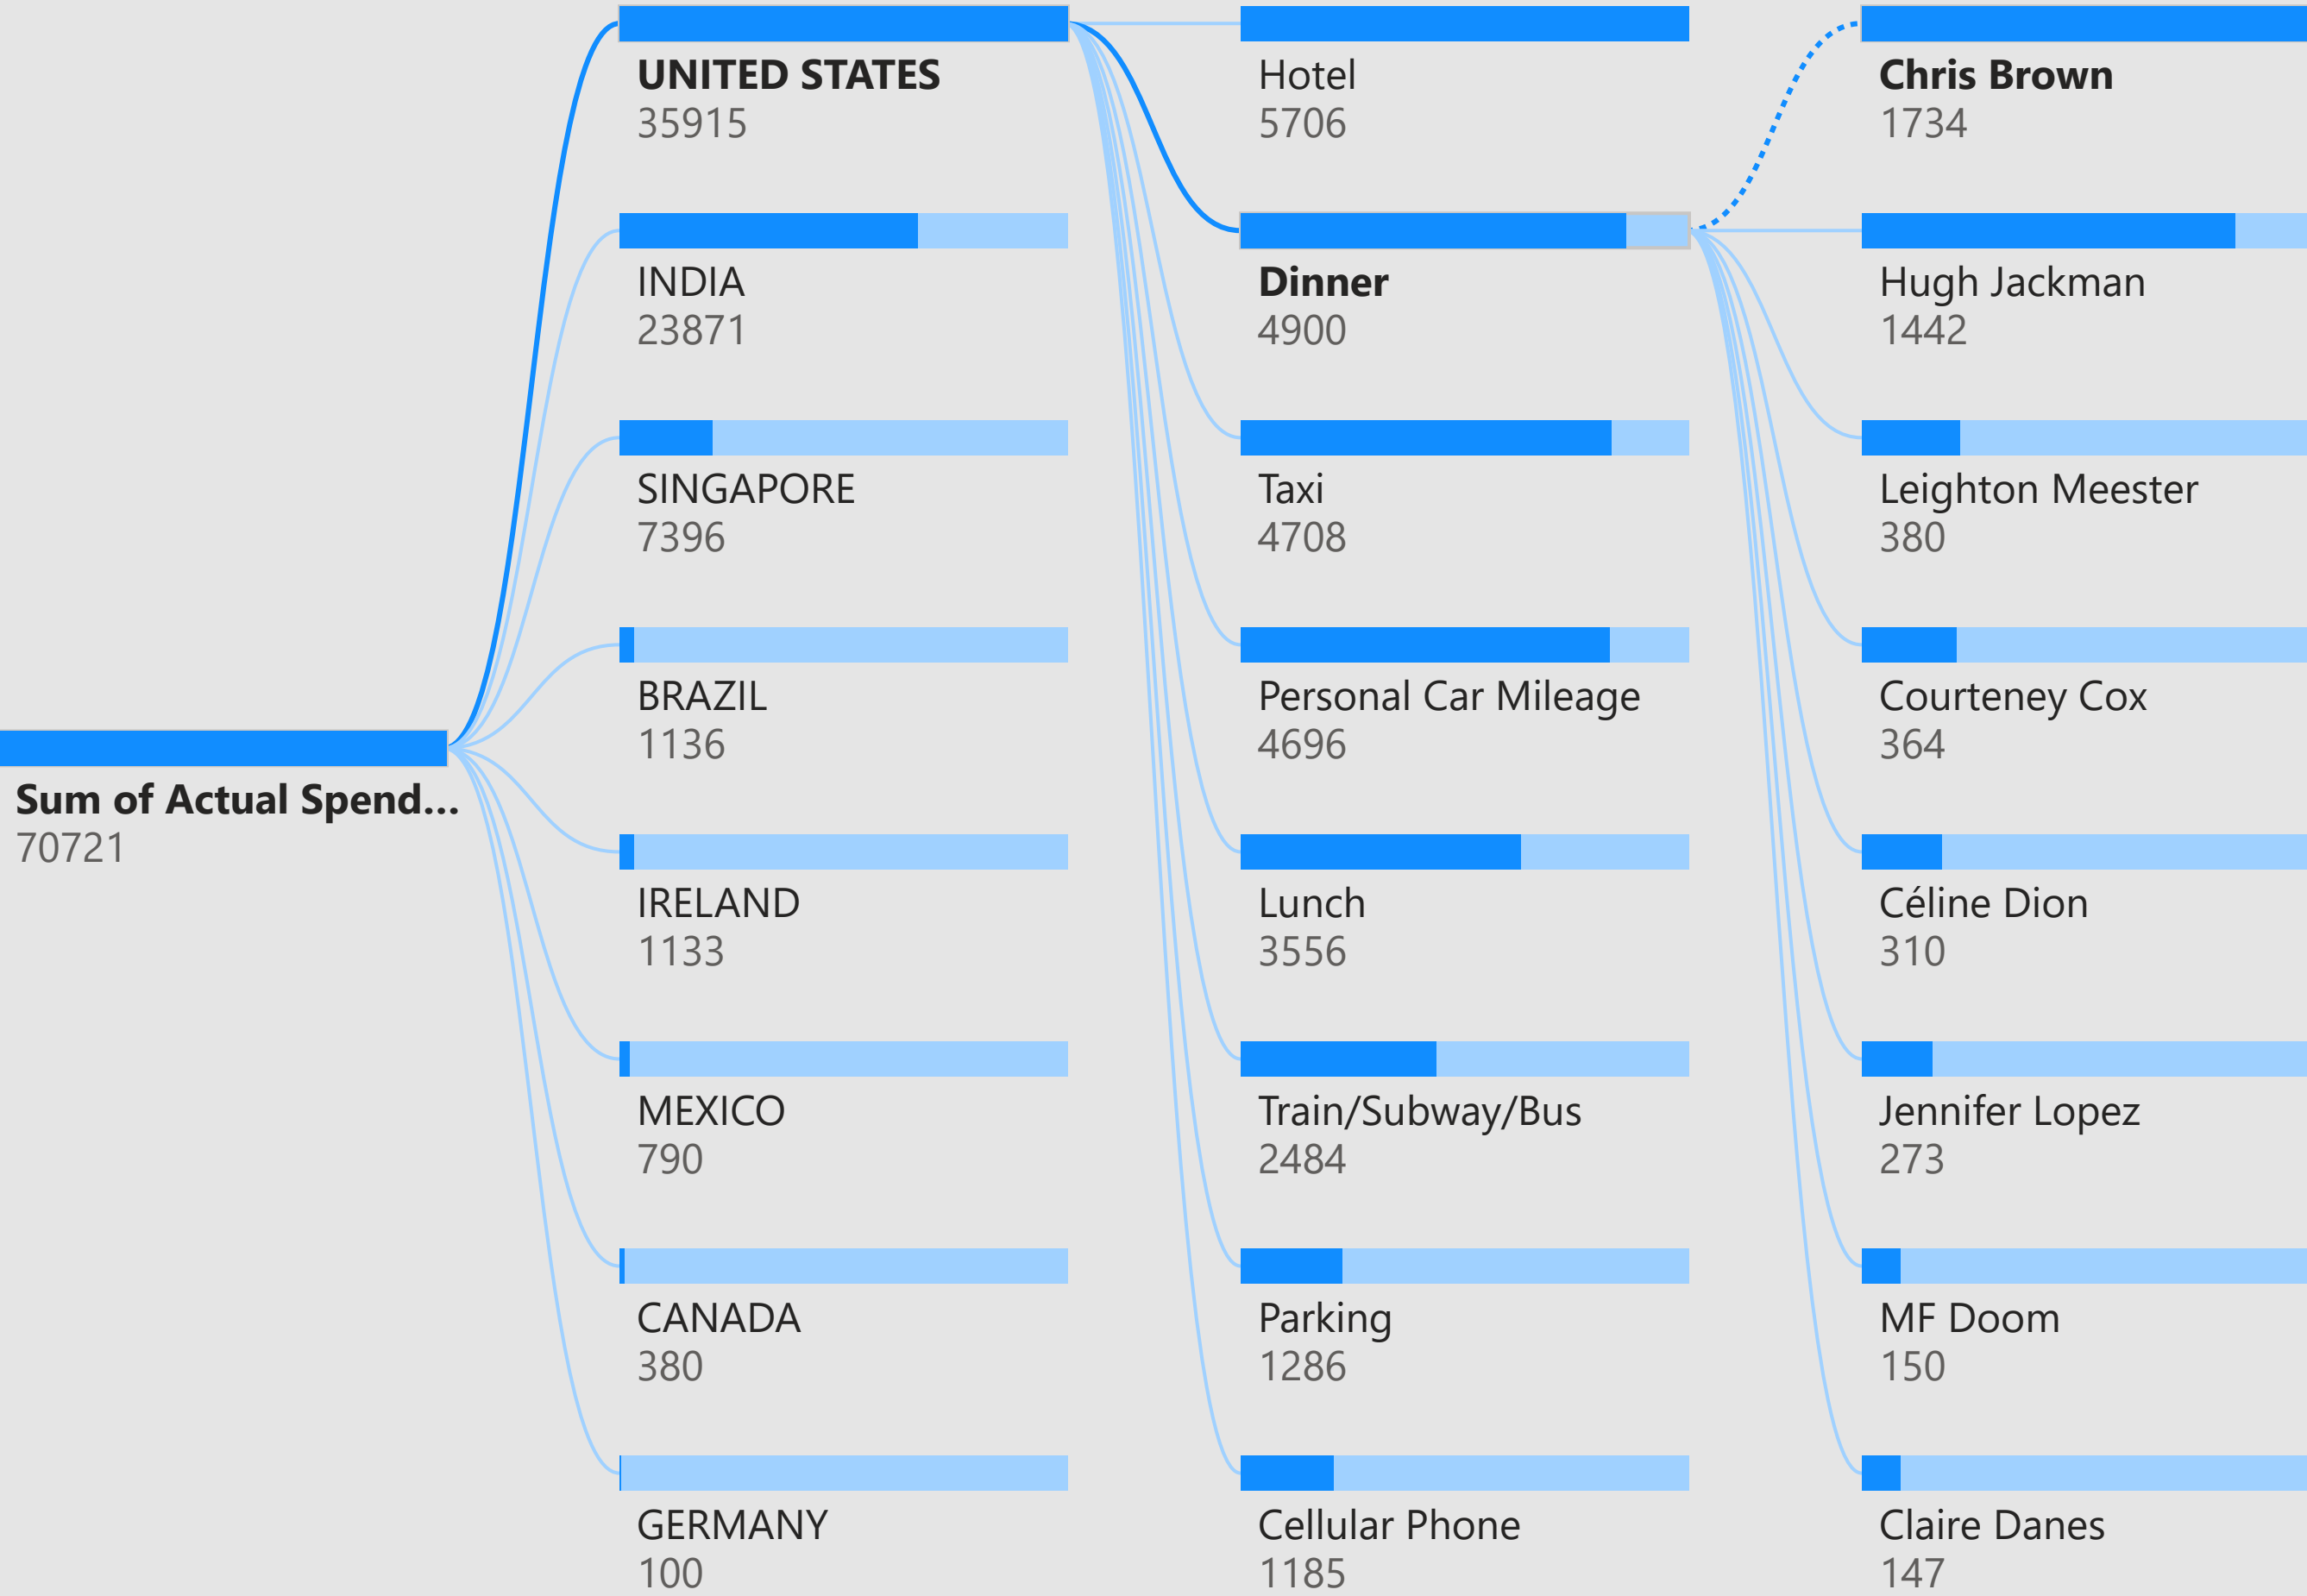 Sum of Actual Spend...
70721
UNITED STATES
35915
INDIA
23871
SINGAPORE
7396
BRAZIL
1136
IRELAND
1133
MEXICO
790
CANADA
380
GERMANY
100
Hotel
5706
Dinner
4900
Taxi
4708
Personal Car Mileage
4696
Lunch
3556
Train/Subway/Bus
2484
Parking
1286
Cellular Phone
1185
Chris Brown
1734
Hugh Jackman
1442
Leighton Meester
380
Courteney Cox
364
Céline Dion
310
Jennifer Lopez
273
MF Doom
150
Claire Danes
147